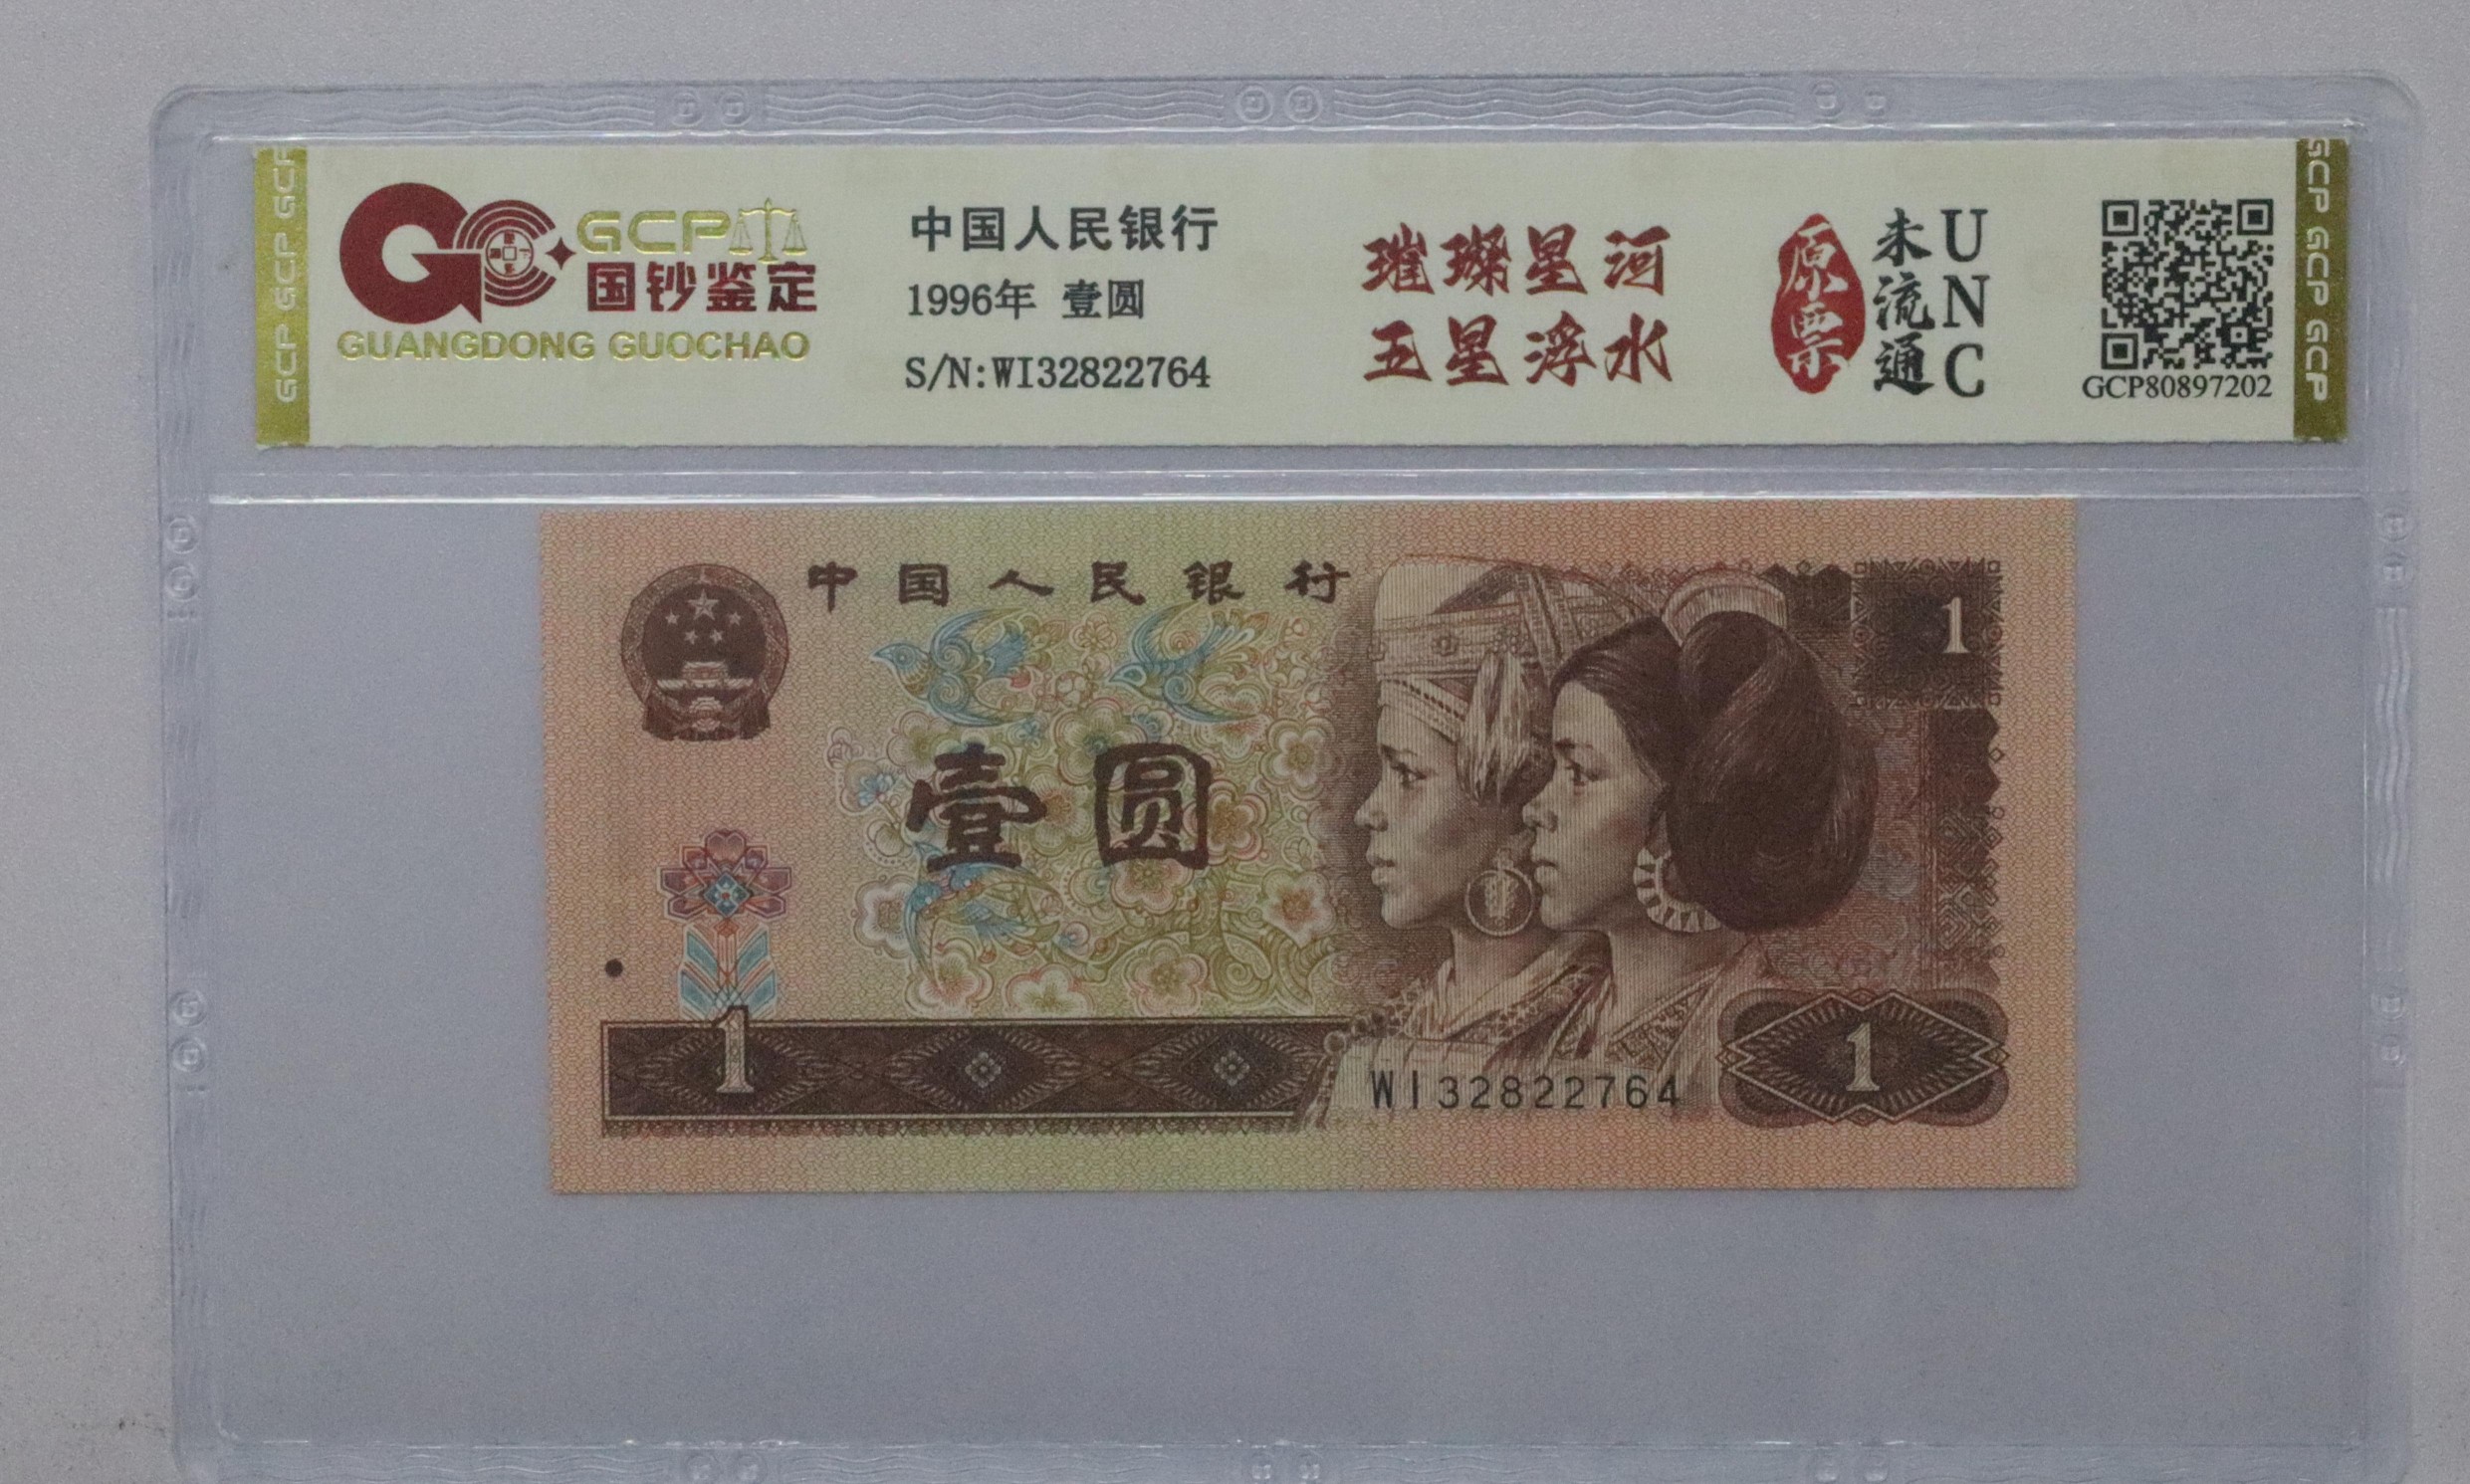 GCP GCP GCP
GCP
国钞鉴定
GUANGDONG GUOCHAO
中国人民银行
1996年 壹圆
S/N:WI32822764
璀璨星河
五星浮水
原票
未流通
UNC
GCP80897202
GCP GCP GCP
中国人民银行
1
壹圆
1
WI32822764
1